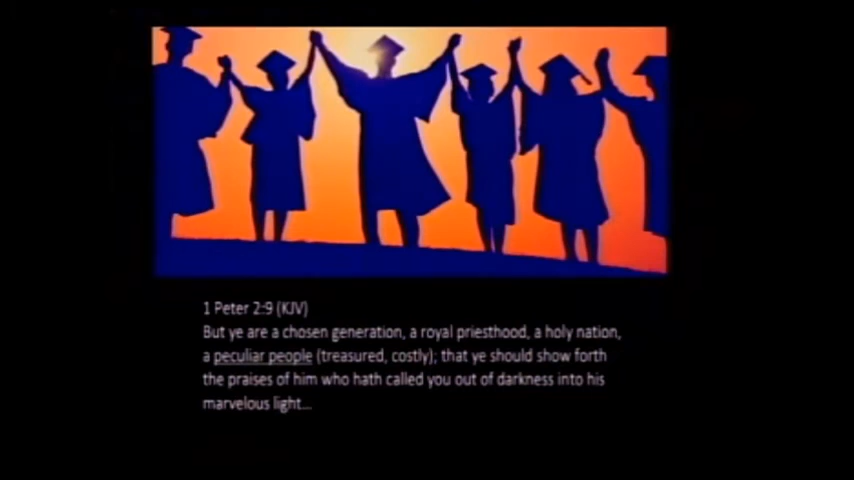 1 Peter 2:9 (KJV)
But ye are a chosen generation, a royal priesthood, a holy nation,
a peculiar people (treasured, costly); that ye should show forth
the praises of him who hath called you out of darkness into his
marvelous light...